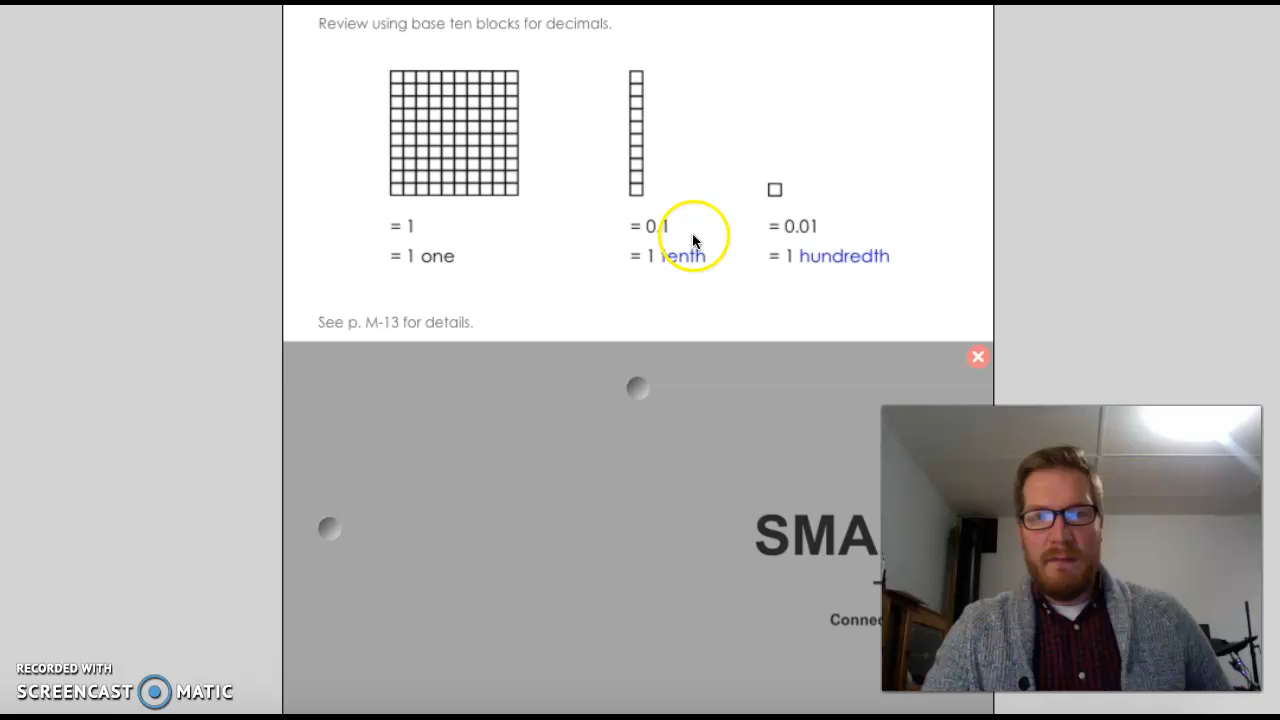 Review using base ten blocks for decimals.
= 1
= 0.1
= 0.01
= 1 one
= 1 tenth
= 1 hundredth
See p. M-13 for details.
SMA
Connec
RECORDED WITH
SCREENCAST MATIC